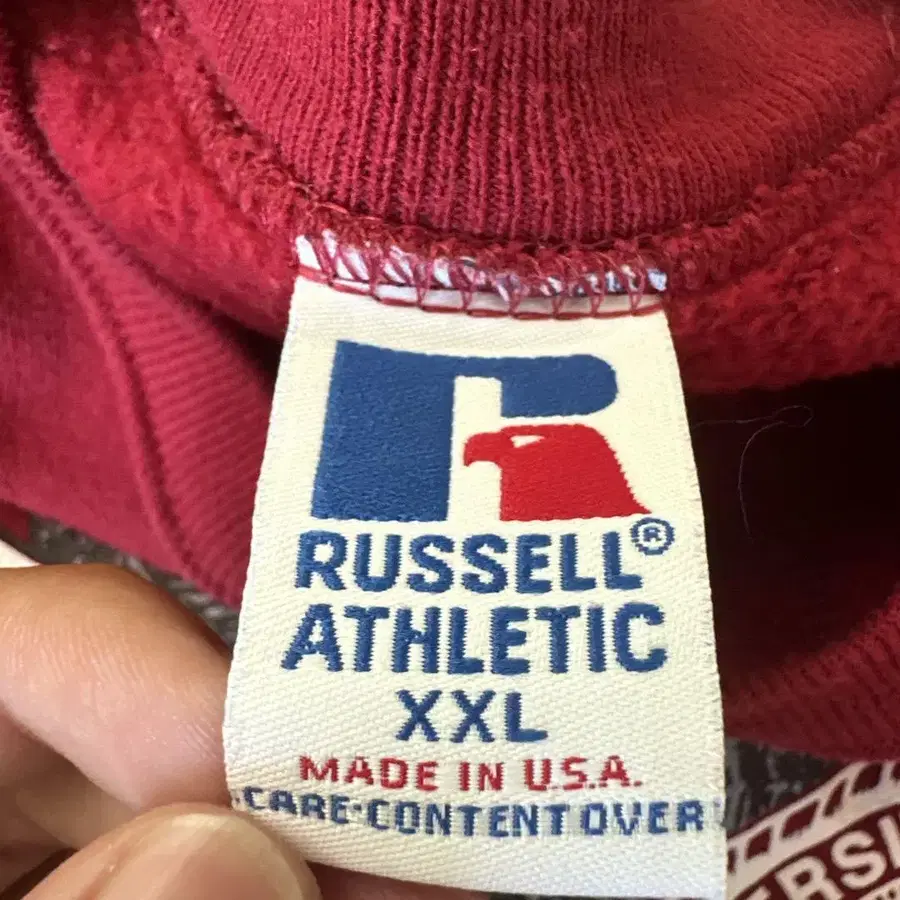 RUSSELL®
ATHLETIC
XXL
MADE IN U.S.A.
CARE-CONTENT OVER